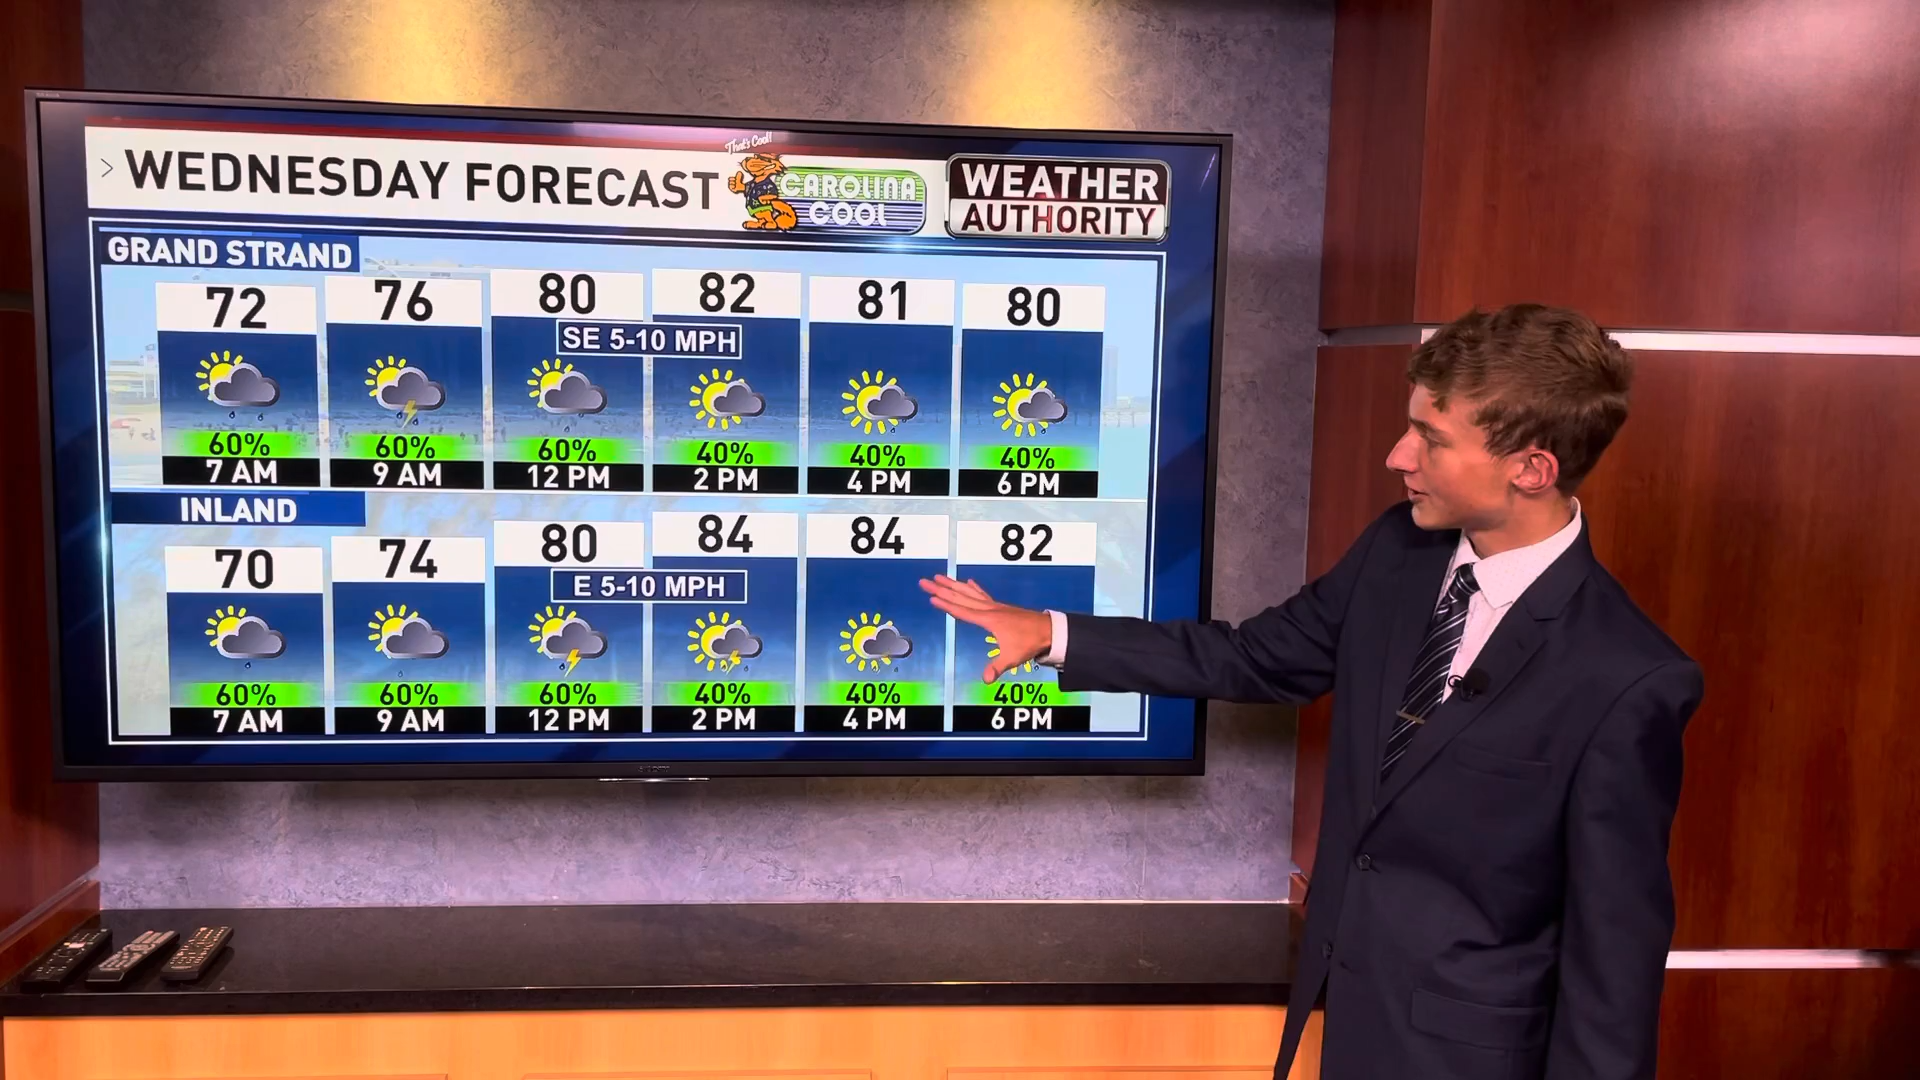 > WEDNESDAY FORECAST
That's Cool!
CAROLINA
COOL
WEATHER
AUTHORITY
GRAND STRAND
72 76 80 82 81 80
SE 5-10 MPH
60% 60% 60% 40% 40% 40%
7 AM 9 AM 12 PM 2 PM 4 PM 6 PM
INLAND
70 74 80 84 84 82
E 5-10 MPH
60% 60% 60% 40% 40% 40%
7 AM 9 AM 12 PM 2 PM 4 PM 6 PM